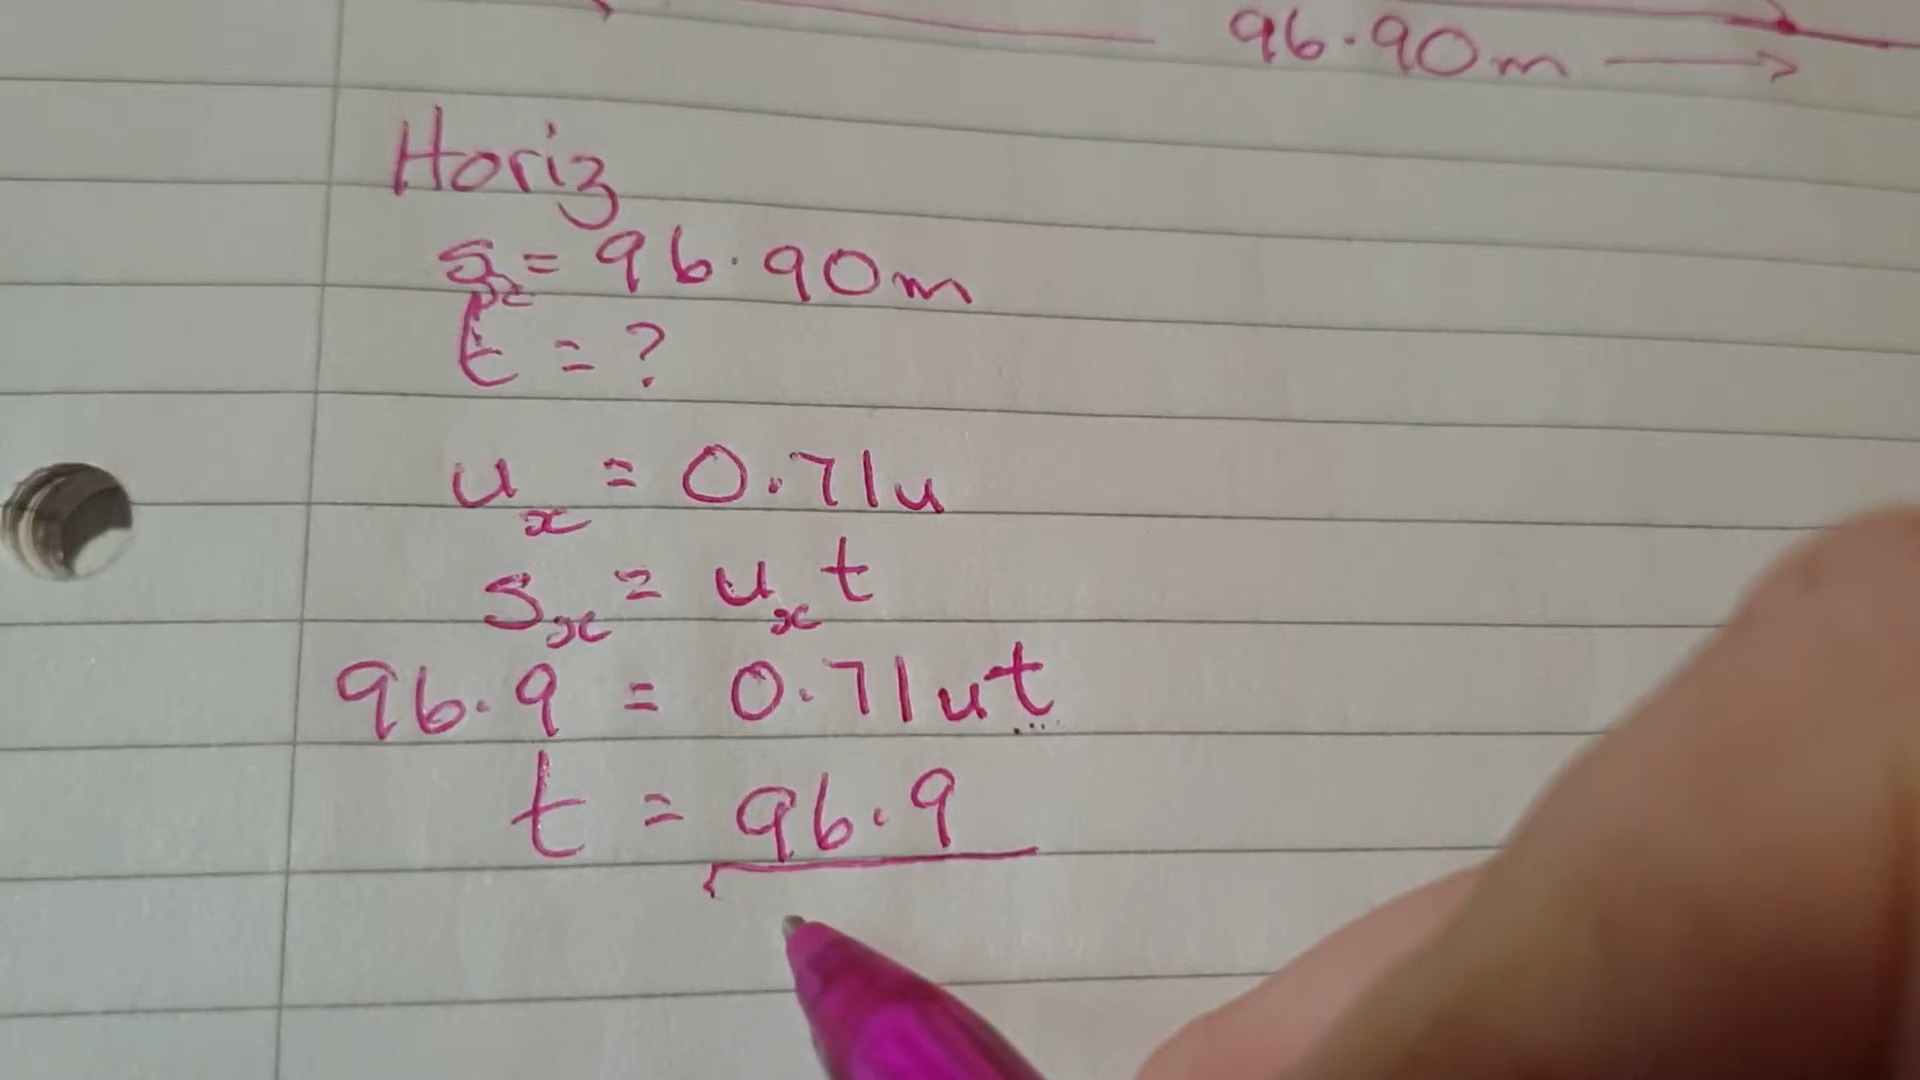 96.90m
Horiz
sx = 96.90m
t = ?
ux = 0.71u
sx = uxt
96.9 = 0.71ut
t = 96.9